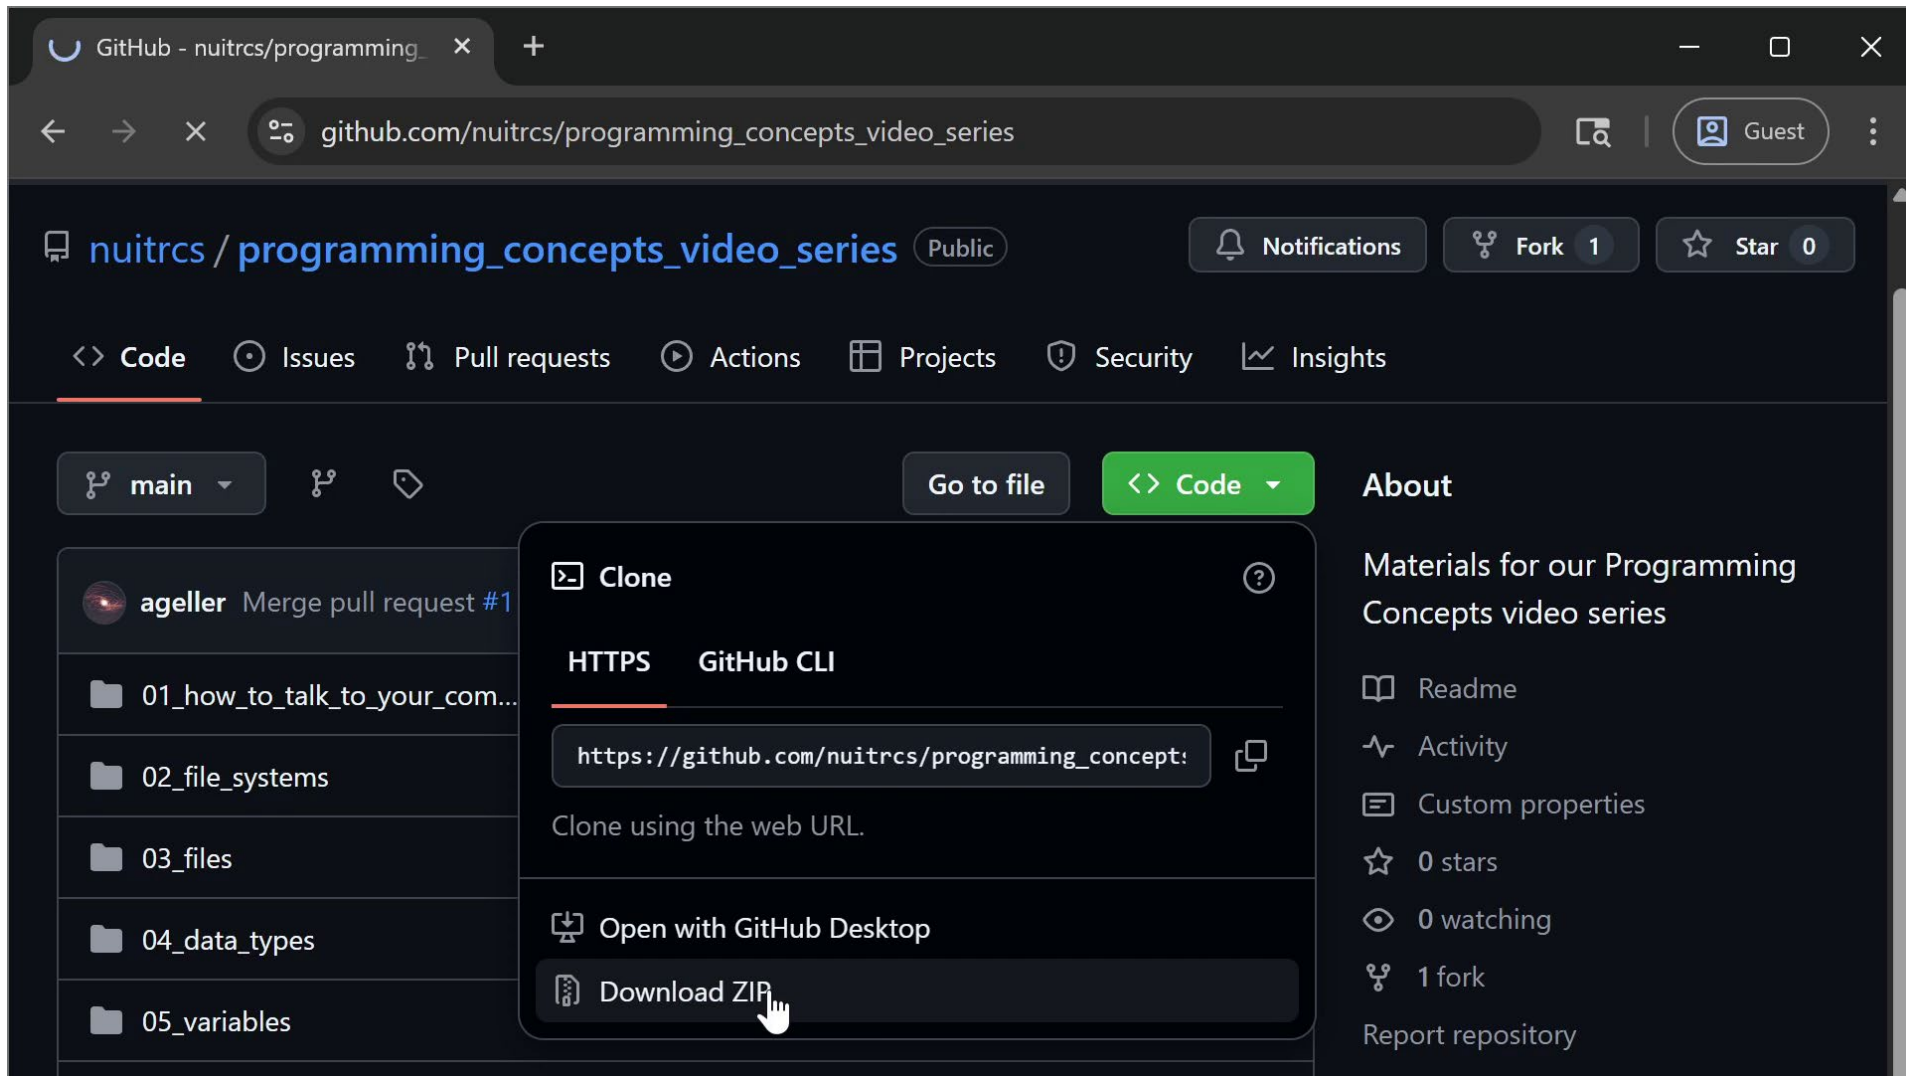 GitHub - nuitrcs/programming_
github.com/nuitrcs/programming_concepts_video_series
Guest
nuitrcs / programming_concepts_video_series Public
Notifications
Fork 1
Star 0
Code
Issues
Pull requests
Actions
Projects
Security
Insights
main
Go to file
Code
About
Materials for our Programming
Concepts video series
Clone
ageller Merge pull request #1
HTTPS
GitHub CLI
01_how_to_talk_to_your_com...
https://github.com/nuitrcs/programming_concept
Clone using the web URL.
02_file_systems
03_files
04_data_types
05_variables
Open with GitHub Desktop
Download ZIP
Readme
Activity
Custom properties
0 stars
0 watching
1 fork
Report repository